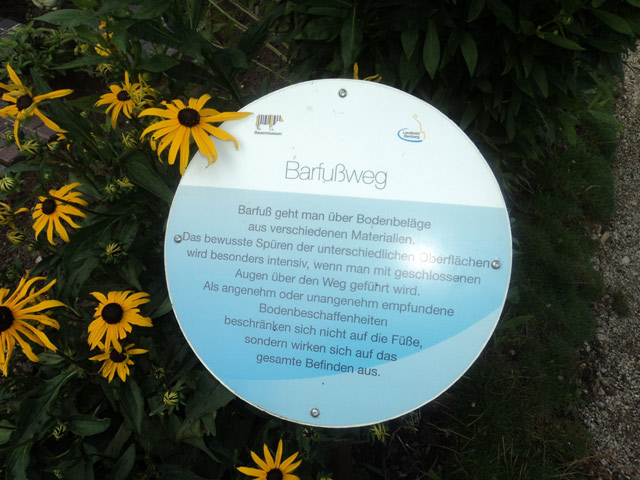 Barfußweg
Barfuß geht man über Bodenbeläge
aus verschiedenen Materialien.
Das bewusste Spüren der unterschiedlichen Oberflächen
wird besonders intensiv, wenn man mit geschlossenen
Augen über den Weg geführt wird.
Als angenehm oder unangenehm empfundene
Bodenbeschaffenheiten
beschränken sich nicht auf die Füße,
sondern wirken sich auf das
gesamte Befinden aus.